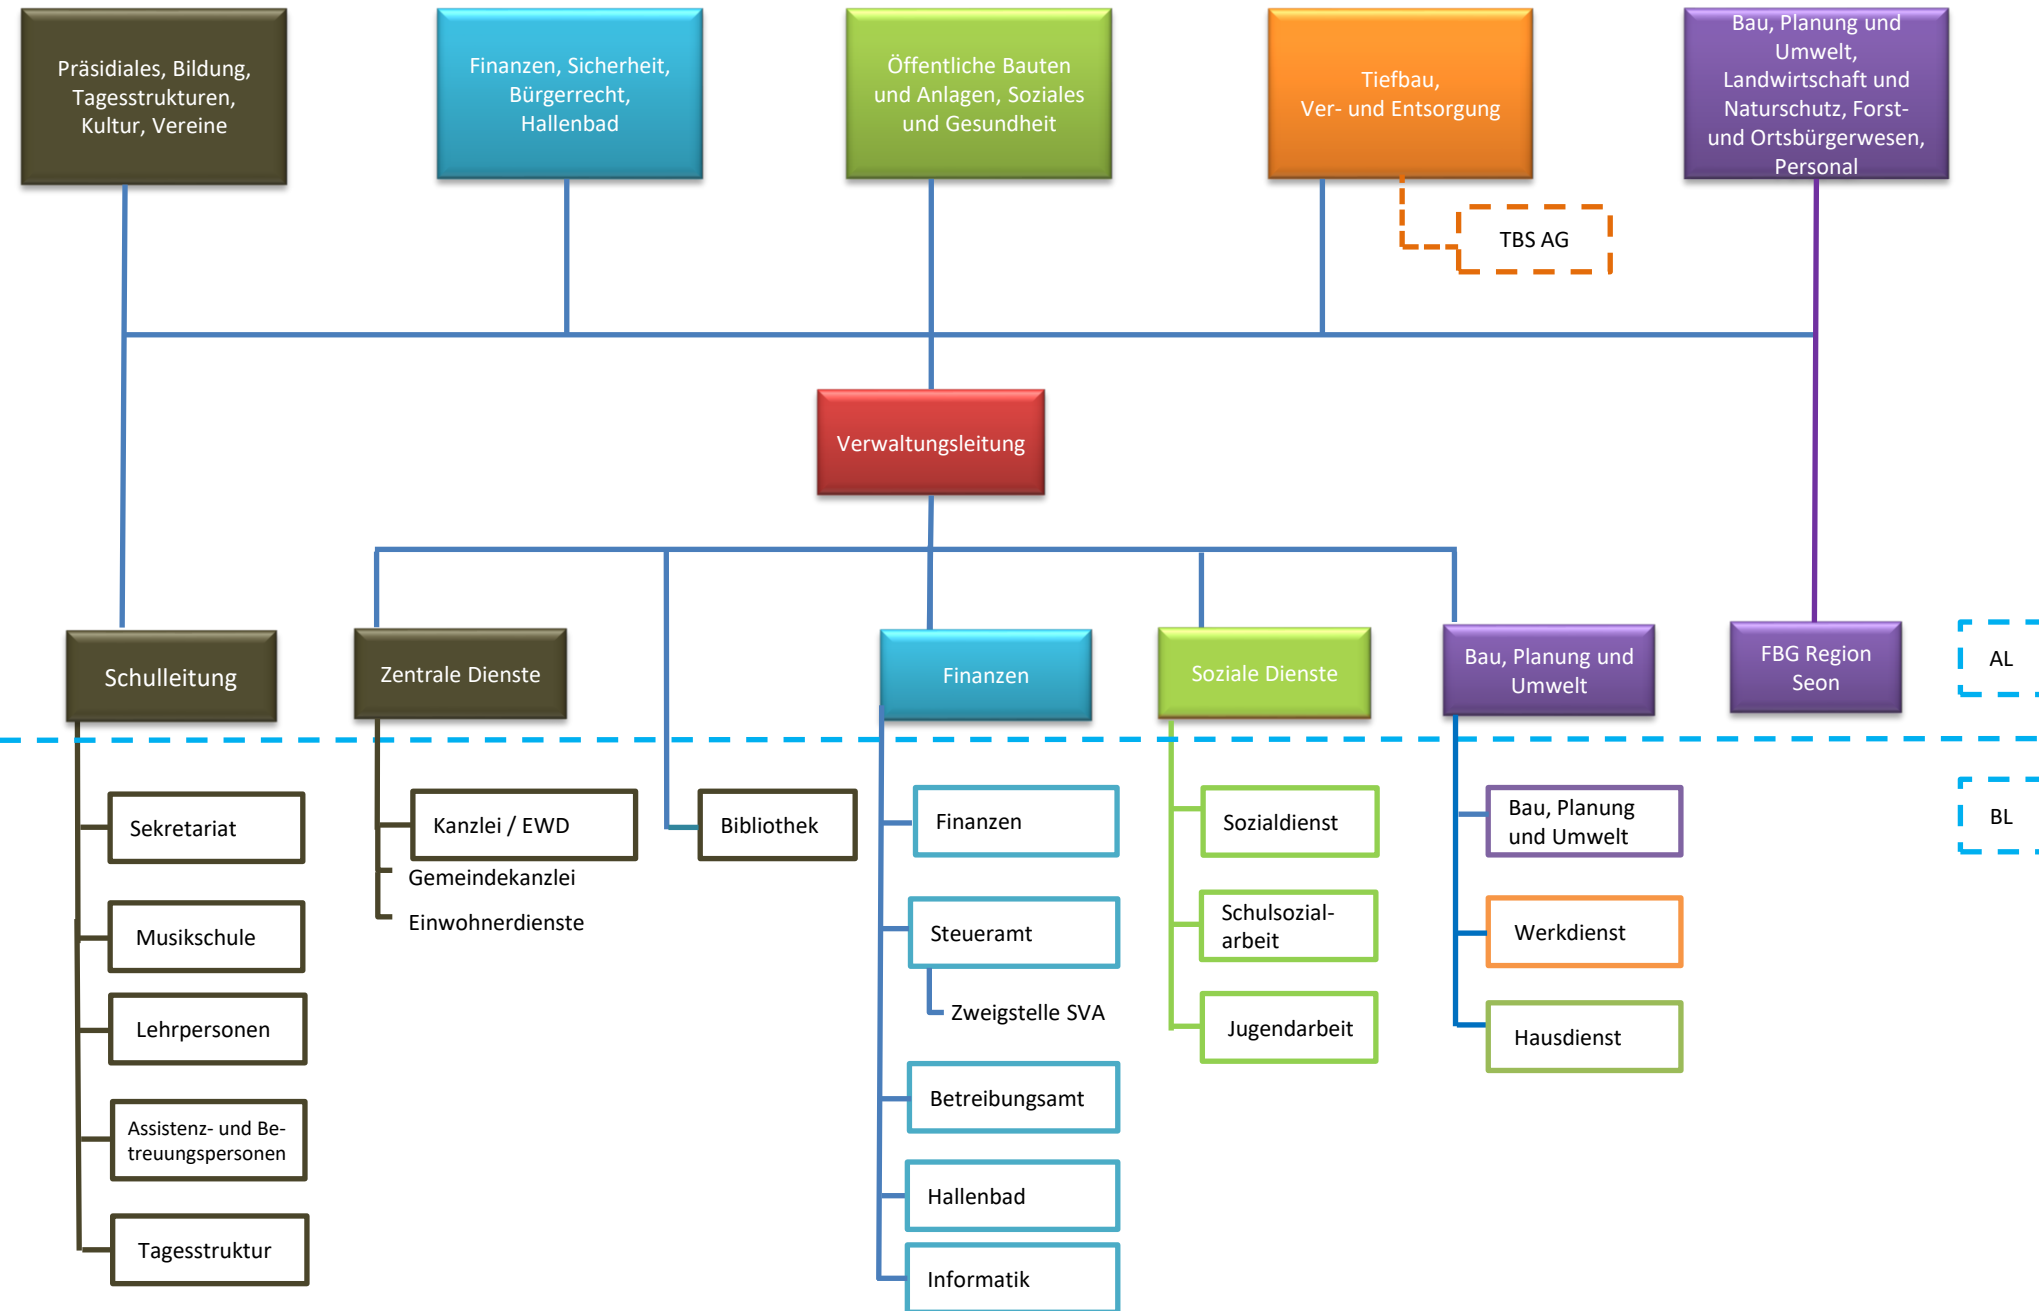 Präsidiales, Bildung,
Tagesstrukturen,
Kultur, Vereine
Finanzen, Sicherheit,
Bürgerrecht,
Hallenbad
Öffentliche Bauten
und Anlagen, Soziales
und Gesundheit
Tiefbau,
Ver- und Entsorgung
Bau, Planung und
Umwelt,
Landwirtschaft und
Naturschutz, Forst-
und Ortsbürgerwesen,
Personal
TBS AG
Verwaltungsleitung
Schulleitung
Zentrale Dienste
Finanzen
Soziale Dienste
Bau, Planung und
Umwelt
FBG Region
Seon
AL
Sekretariat
Musikschule
Lehrpersonen
Assistenz- und Be-
treuungspersonen
Tagesstruktur
Kanzlei / EWD
Gemeindekanzlei
Einwohnerdienste
Bibliothek
Finanzen
Steueramt
Zweigstelle SVA
Betreibungsamt
Hallenbad
Informatik
Sozialdienst
Schulsozial-
arbeit
Jugendarbeit
Bau, Planung
und Umwelt
Werkdienst
Hausdienst
BL